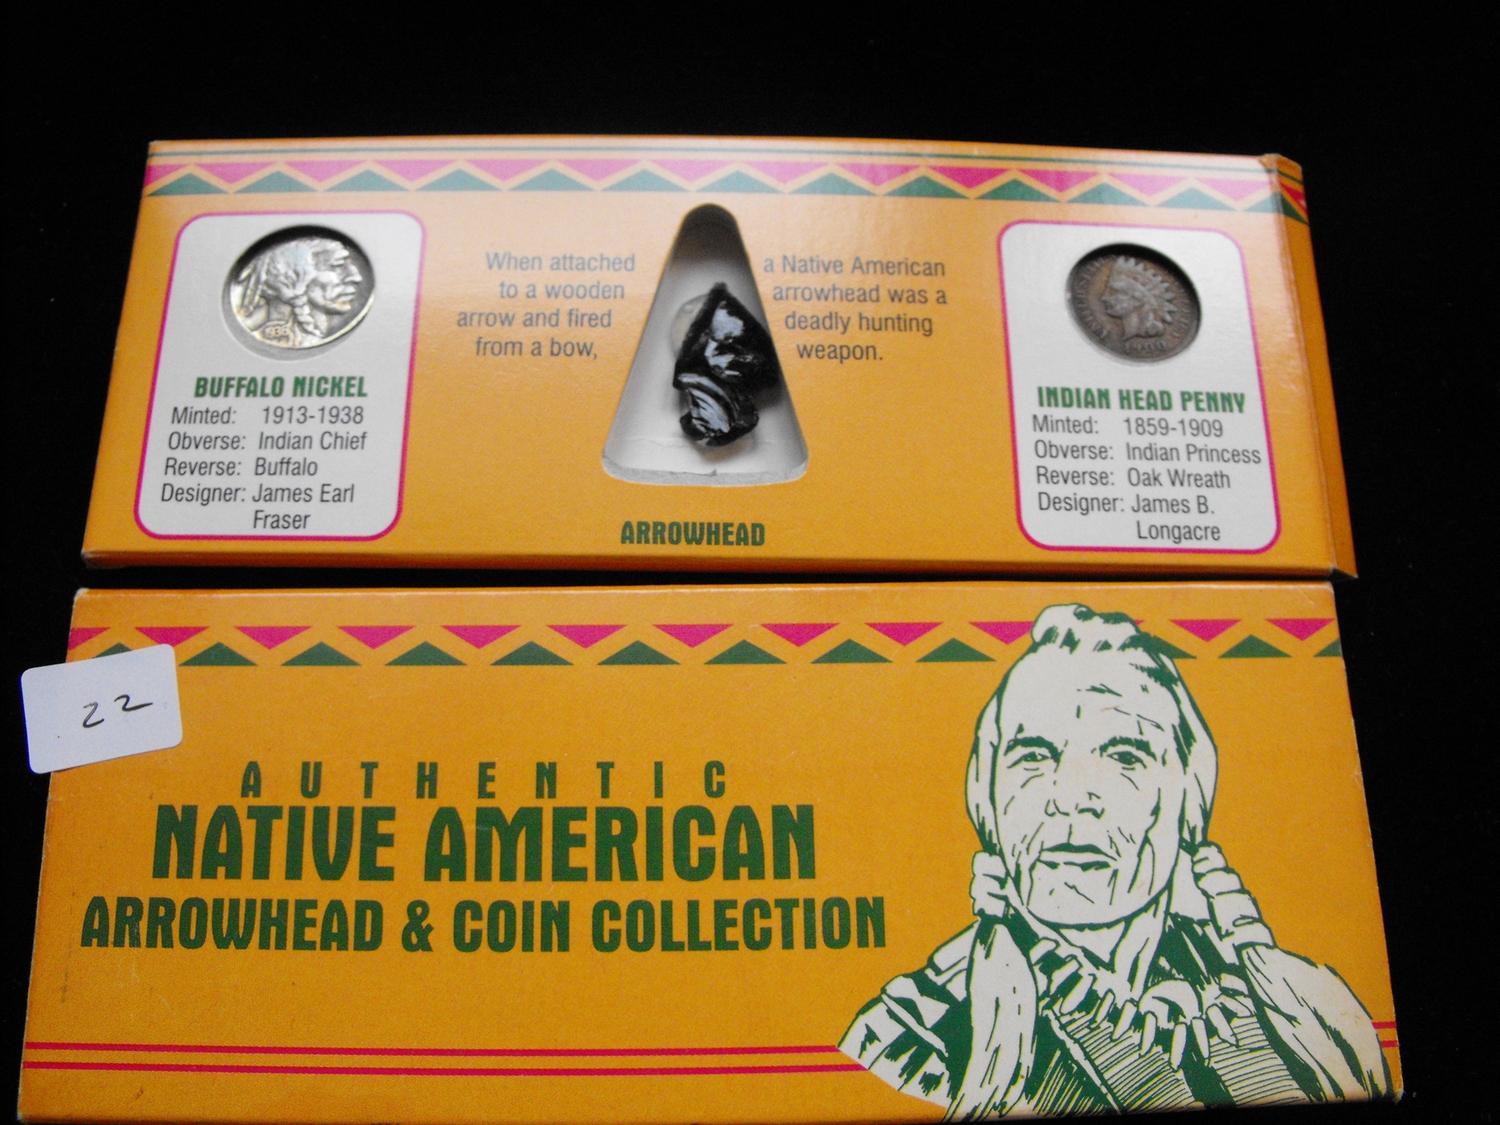 When attached
to a wooden
arrow and fired
from a bow,
a Native American
arrowhead was a
deadly hunting
weapon.
1936
BUFFALO NICKEL
Minted: 1913-1938
Obverse: Indian Chief
Reverse: Buffalo
Designer: James Earl
Fraser
ARROWHEAD
1900
INDIAN HEAD PENNY
Minted: 1859-1909
Obverse: Indian Princess
Reverse: Oak Wreath
Designer: James B.
Longacre
22
AUTHENTIC
NATIVE AMERICAN
ARROWHEAD & COIN COLLECTION